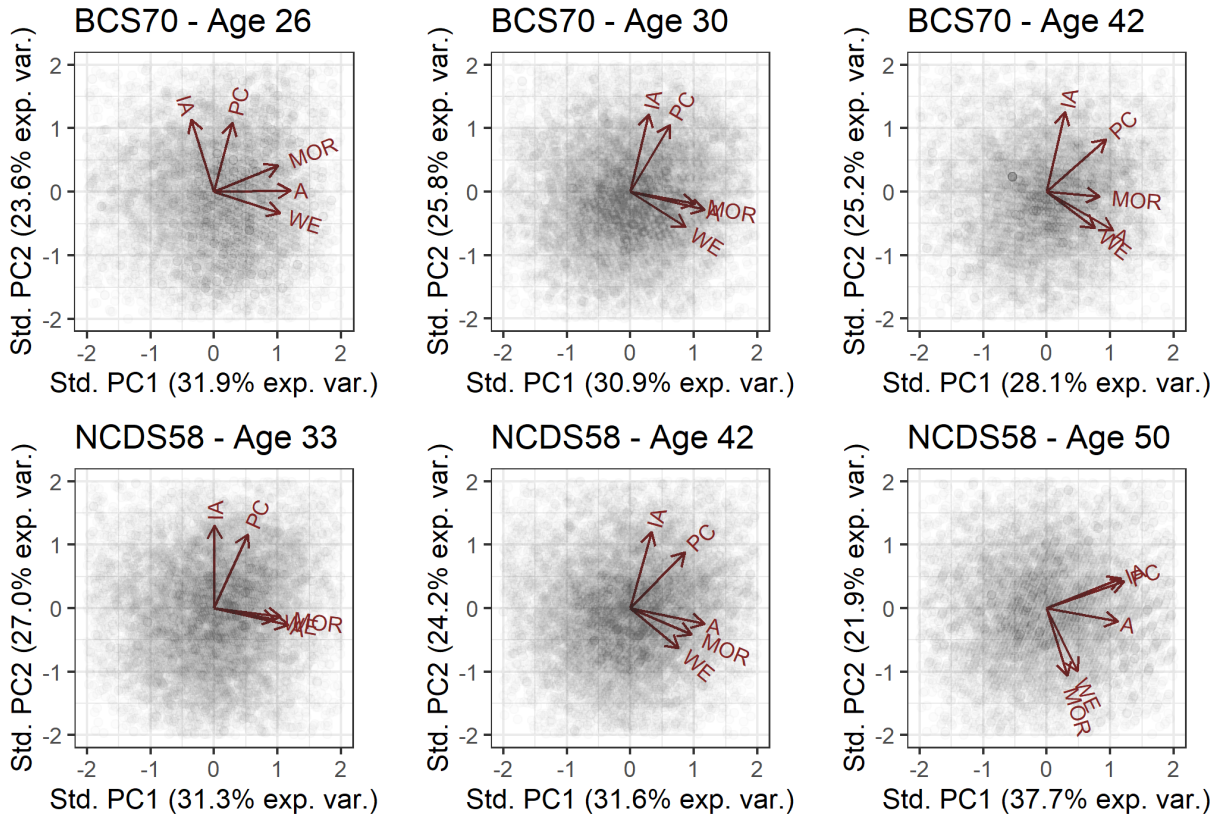 BCS70 - Age 26
BCS70 - Age 30
BCS70 - Age 42
Std. PC2 (23.6% exp. var.)
2
1
0
-1
-2
IA
PC
MOR
A
WE
-2 -1 0 1 2
Std. PC1 (31.9% exp. var.)
Std. PC2 (25.8% exp. var.)
2
1
0
-1
-2
IA
PC
MOR
A
WE
-2 -1 0 1 2
Std. PC1 (30.9% exp. var.)
Std. PC2 (25.2% exp. var.)
2
1
0
-1
-2
IA
PC
MOR
A
WE
-2 -1 0 1 2
Std. PC1 (28.1% exp. var.)
NCDS58 - Age 33
NCDS58 - Age 42
NCDS58 - Age 50
Std. PC2 (27.0% exp. var.)
2
1
0
-1
-2
IA
PC
MOR
WE
A
-2 -1 0 1 2
Std. PC1 (31.3% exp. var.)
Std. PC2 (24.2% exp. var.)
2
1
0
-1
-2
IA
PC
A
MOR
WE
-2 -1 0 1 2
Std. PC1 (31.6% exp. var.)
Std. PC2 (21.9% exp. var.)
2
1
0
-1
-2
IA
PC
A
WE
MOR
-2 -1 0 1 2
Std. PC1 (37.7% exp. var.)